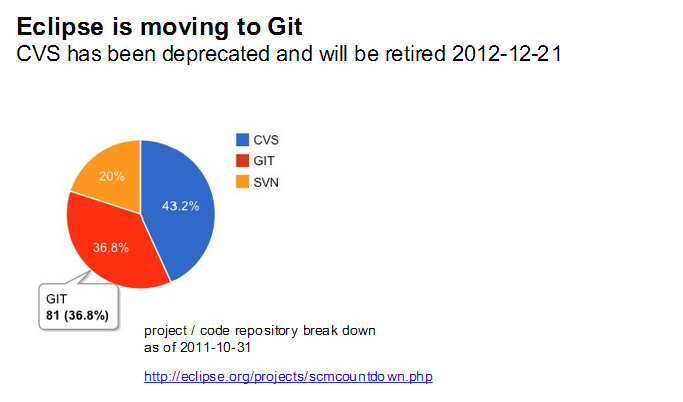 Eclipse is moving to Git
CVS has been deprecated and will be retired 2012-12-21
CVS
GIT
SVN
20%
43.2%
36.8%
GIT
81 (36.8%)
project / code repository break down
as of 2011-10-31
http://eclipse.org/projects/scmcountdown.php